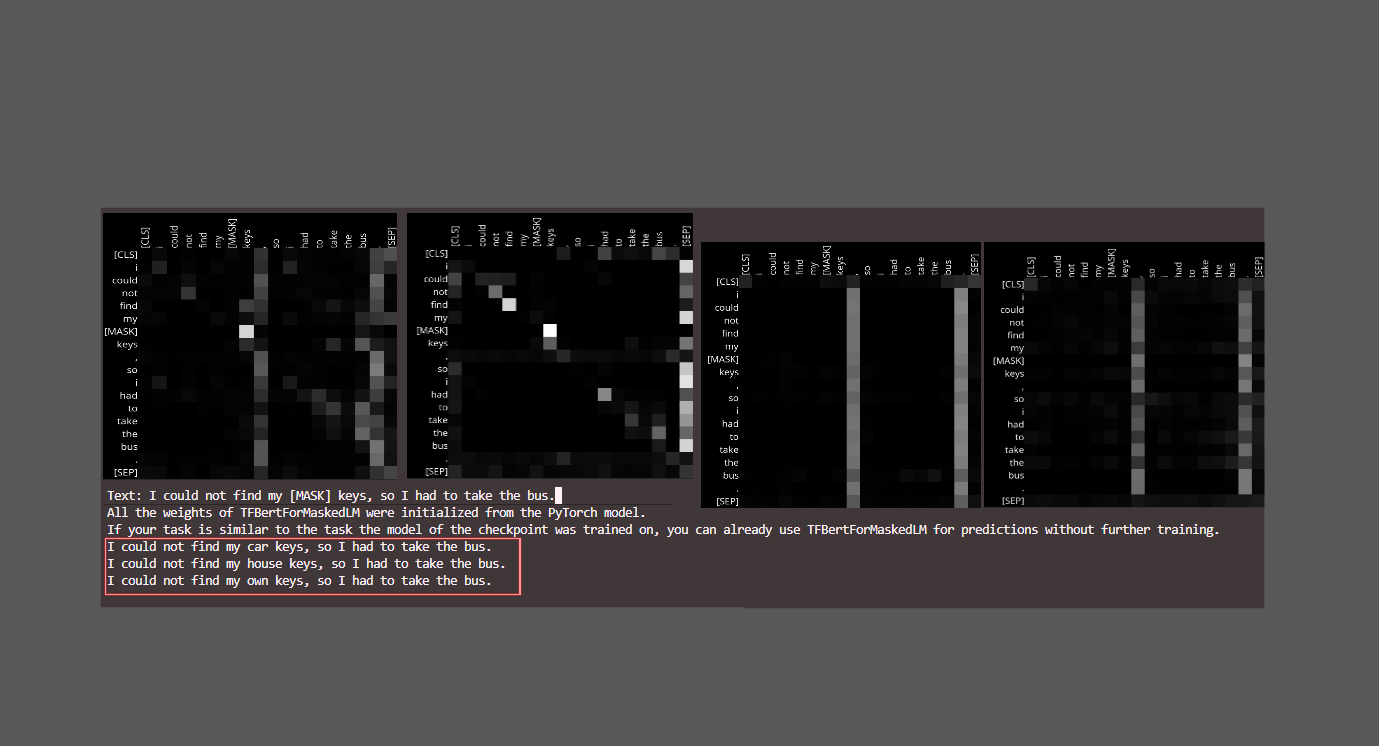 [CLS] i could not find my [MASK] keys , so i had to take the bus . [SEP]
[CLS]
i
could
not
find
my
[MASK]
keys
,
so
i
had
to
take
the
bus
.
[SEP]
[CLS] i could not find my [MASK] keys , so i had to take the bus . [SEP]
[CLS]
i
could
not
find
my
[MASK]
keys
,
so
i
had
to
take
the
bus
.
[SEP]
[CLS] i could not find my [MASK] keys , so i had to take the bus . [SEP]
[CLS]
i
could
not
find
my
[MASK]
keys
,
so
i
had
to
take
the
bus
.
[SEP]
[CLS] i could not find my [MASK] keys , so i had to take the bus . [SEP]
[CLS]
i
could
not
find
my
[MASK]
keys
,
so
i
had
to
take
the
bus
.
[SEP]
Text: I could not find my [MASK] keys, so I had to take the bus.
All the weights of TFBertForMaskedLM were initialized from the PyTorch model.
If your task is similar to the task the model of the checkpoint was trained on, you can already use TFBertForMaskedLM for predictions without further training.
I could not find my car keys, so I had to take the bus.
I could not find my house keys, so I had to take the bus.
I could not find my own keys, so I had to take the bus.